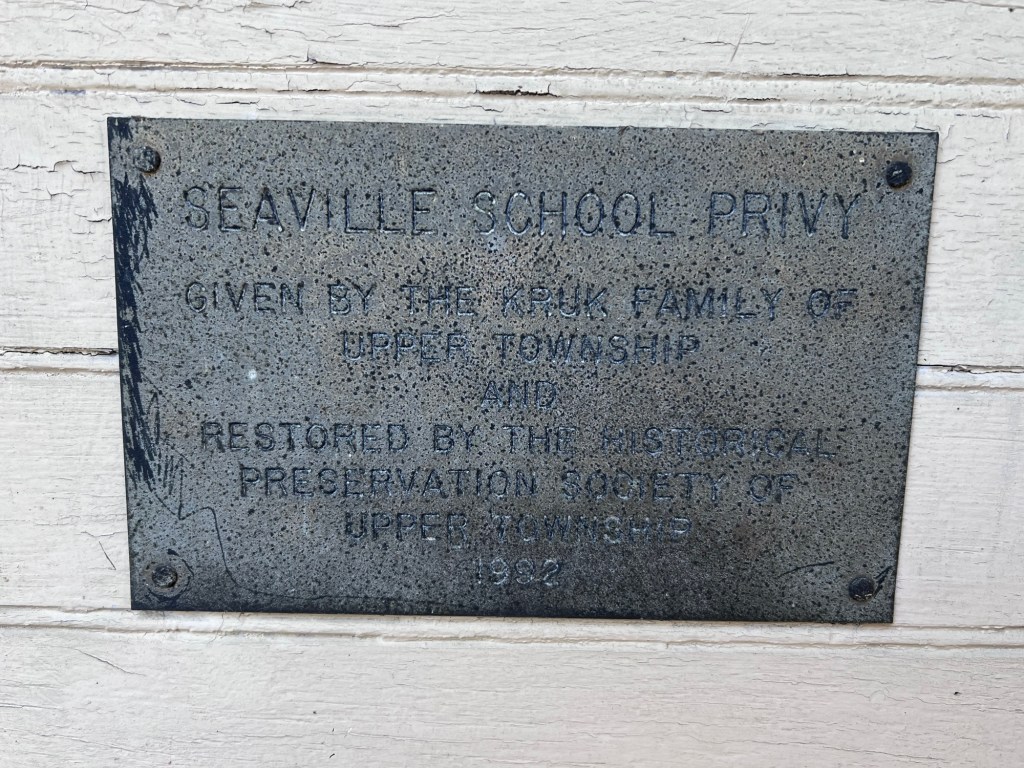 SEAVILLE SCHOOL PRIVY
GIVEN BY THE KRUK FAMILY OF
UPPER TOWNSHIP
AND
RESTORED BY THE HISTORICAL
PRESERVATION SOCIETY OF
UPPER TOWNSHIP
1992